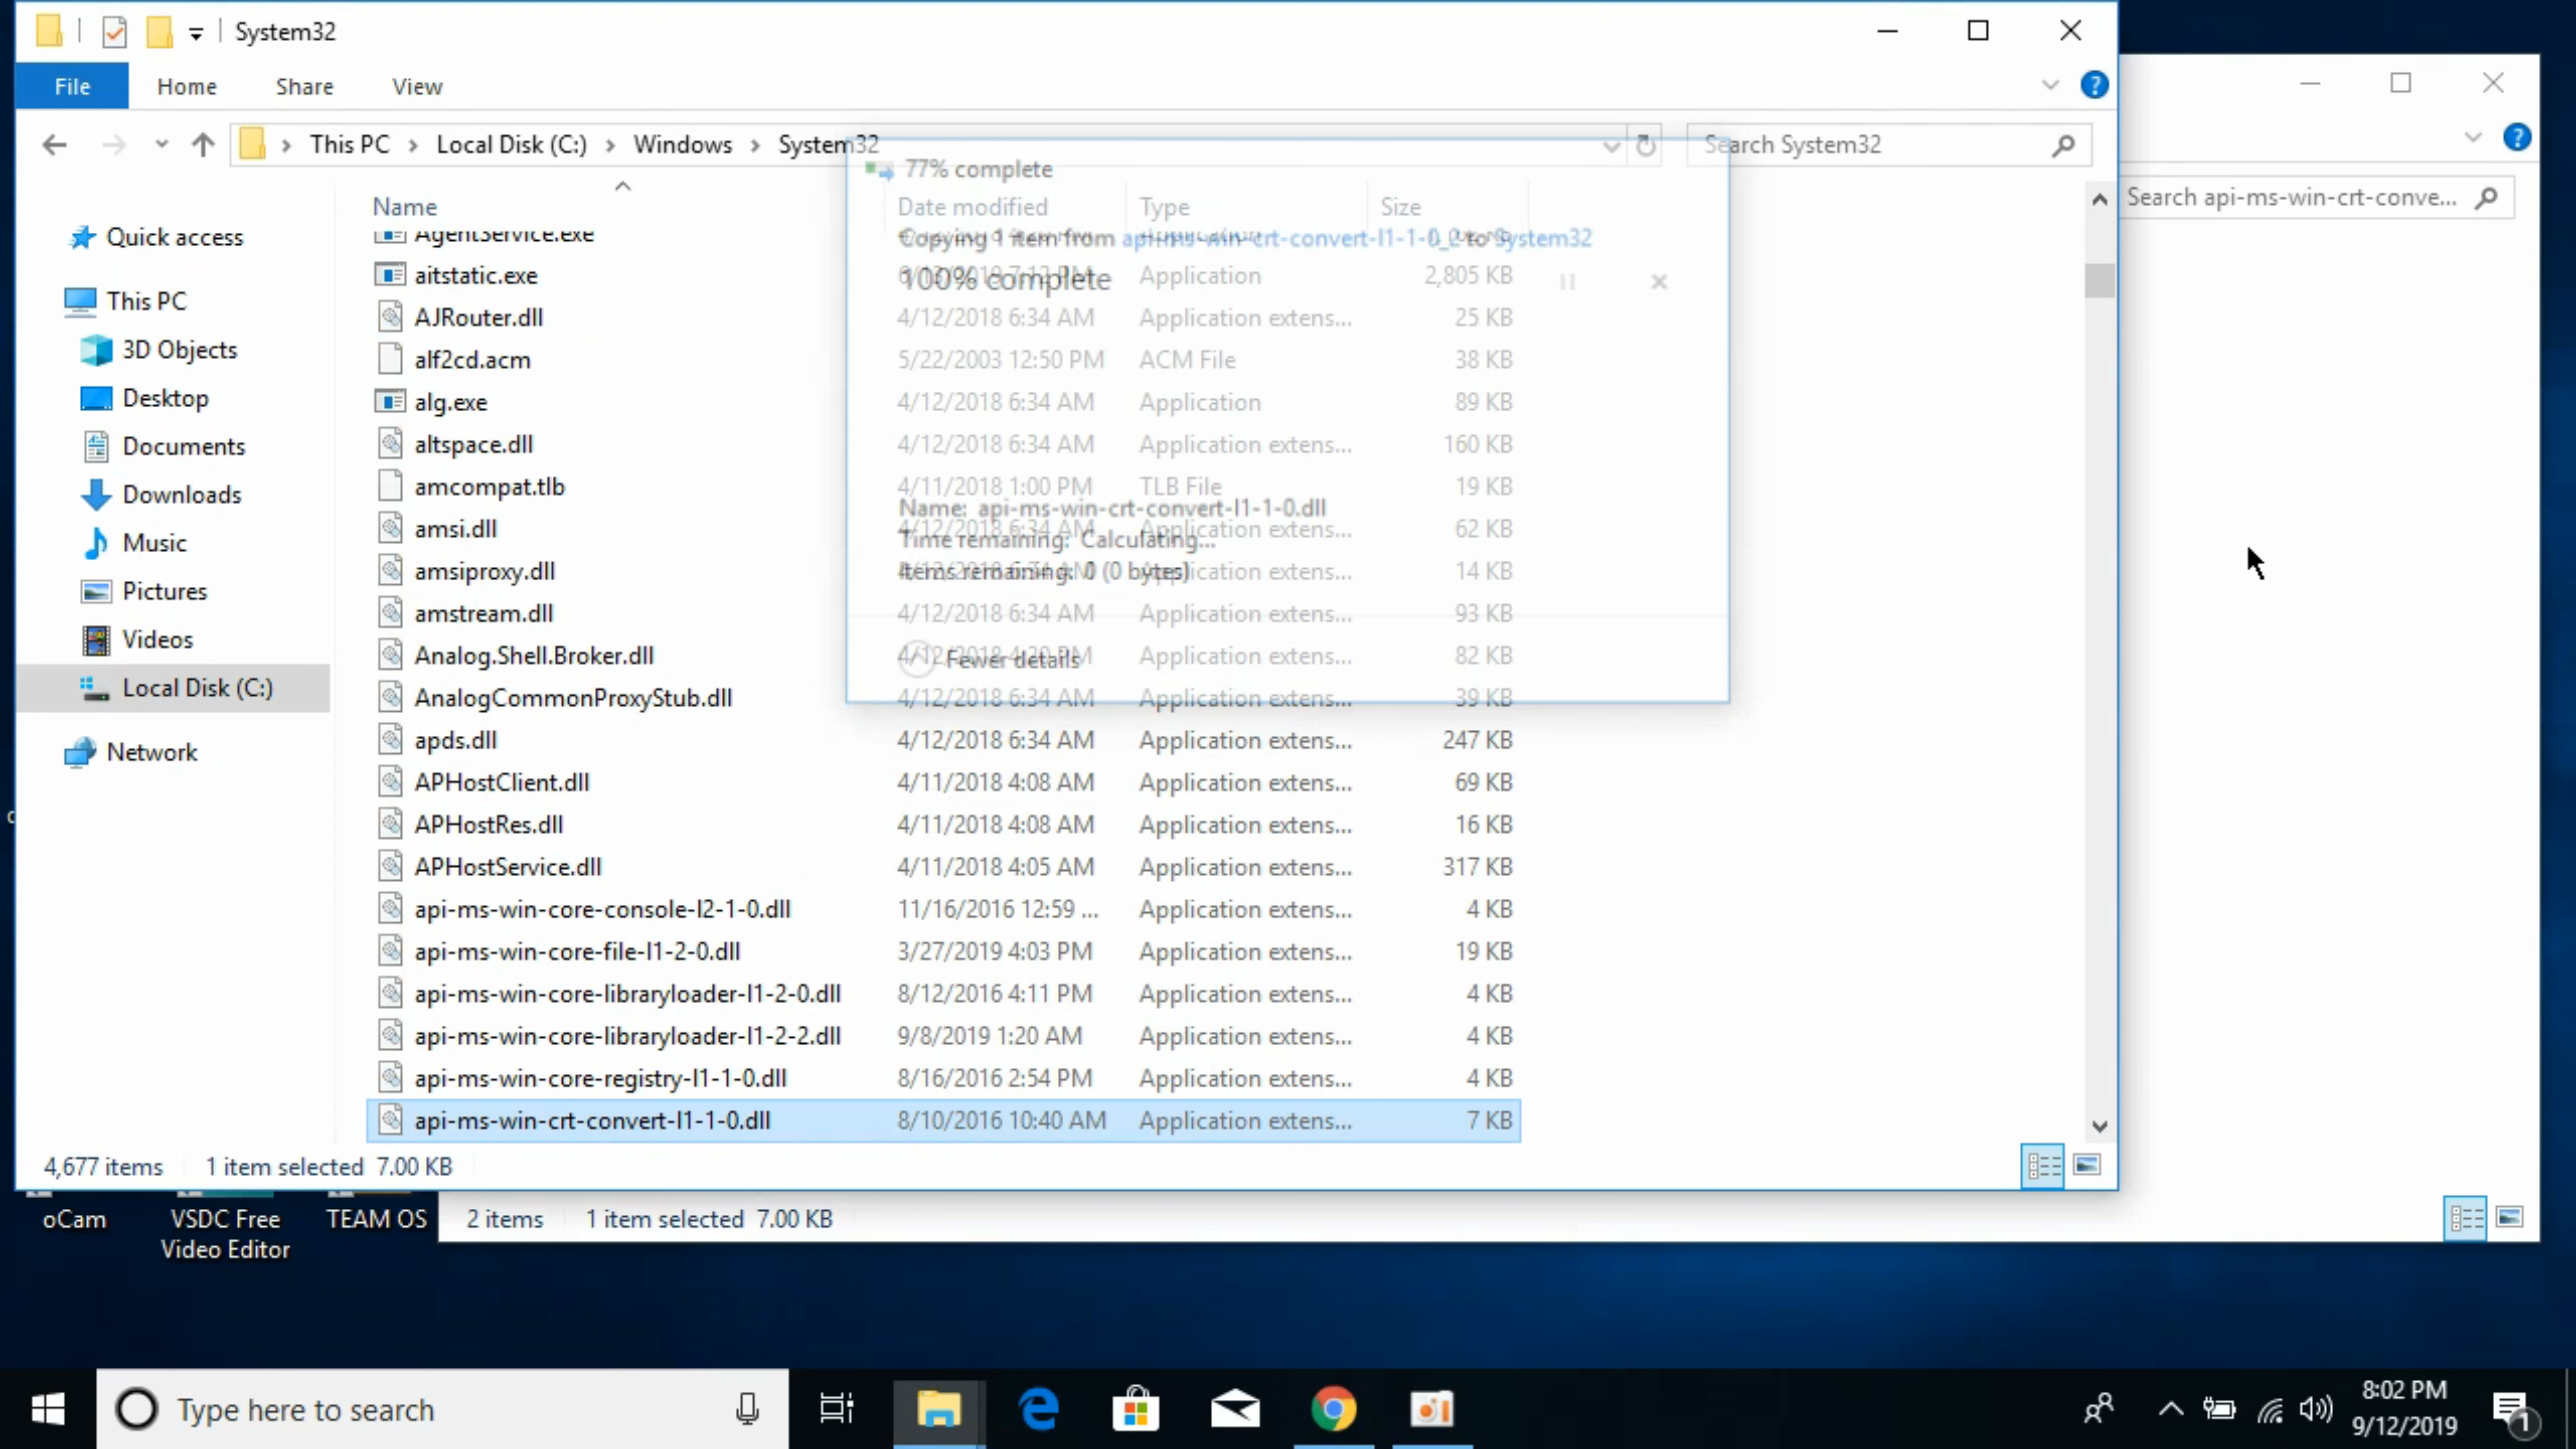 System32
File Home Share View
This PC Local Disk (C:) Windows System32 Search System32
Search api-ms-win-crt-conve...
77% complete
Copying 1 item from api-ms-win-crt-convert-l1-1-0_2 to System32
100% complete
Name: api-ms-win-crt-convert-l1-1-0.dll
Time remaining: Calculating...
Items remaining: 0 (0 bytes)
Fewer details
Quick access
This PC
3D Objects
Desktop
Documents
Downloads
Music
Pictures
Videos
Local Disk (C:)
Network
Name Date modified Type Size
AgentService.exe
aitstatic.exe Application 2,805 KB
AJRouter.dll 4/12/2018 6:34 AM Application extens... 25 KB
alf2cd.acm 5/22/2003 12:50 PM ACM File 38 KB
alg.exe 4/12/2018 6:34 AM Application 89 KB
altspace.dll 4/12/2018 6:34 AM Application extens... 160 KB
amcompat.tlb 4/11/2018 1:00 PM TLB File 19 KB
amsi.dll 4/12/2018 6:34 AM Application extens... 62 KB
amsiproxy.dll Application extens... 14 KB
amstream.dll 4/12/2018 6:34 AM Application extens... 93 KB
Analog.Shell.Broker.dll Application extens... 82 KB
AnalogCommonProxyStub.dll 4/12/2018 6:34 AM Application extens... 39 KB
apds.dll 4/12/2018 6:34 AM Application extens... 247 KB
APHostClient.dll 4/11/2018 4:08 AM Application extens... 69 KB
APHostRes.dll 4/11/2018 4:08 AM Application extens... 16 KB
APHostService.dll 4/11/2018 4:05 AM Application extens... 317 KB
api-ms-win-core-console-l2-1-0.dll 11/16/2016 12:59 ... Application extens... 4 KB
api-ms-win-core-file-l1-2-0.dll 3/27/2019 4:03 PM Application extens... 19 KB
api-ms-win-core-libraryloader-l1-2-0.dll 8/12/2016 4:11 PM Application extens... 4 KB
api-ms-win-core-libraryloader-l1-2-2.dll 9/8/2019 1:20 AM Application extens... 4 KB
api-ms-win-core-registry-l1-1-0.dll 8/16/2016 2:54 PM Application extens... 4 KB
api-ms-win-crt-convert-l1-1-0.dll 8/10/2016 10:40 AM Application extens... 7 KB
4,677 items 1 item selected 7.00 KB
2 items 1 item selected 7.00 KB
oCam
VSDC Free
Video Editor
TEAM OS
Type here to search
8:02 PM
9/12/2019
1